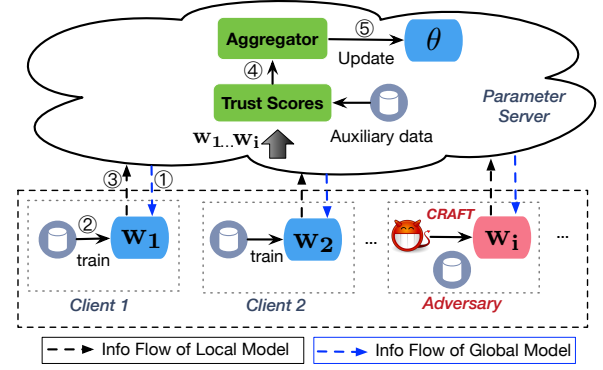 Aggregator
⑤
Update
θ
④
Trust Scores
Auxiliary data
Parameter
Server
w₁...wᵢ
③
①
②
train
w₁
Client 1
train
w₂
Client 2
...
CRAFT
wᵢ
Adversary
...
Info Flow of Local Model
Info Flow of Global Model